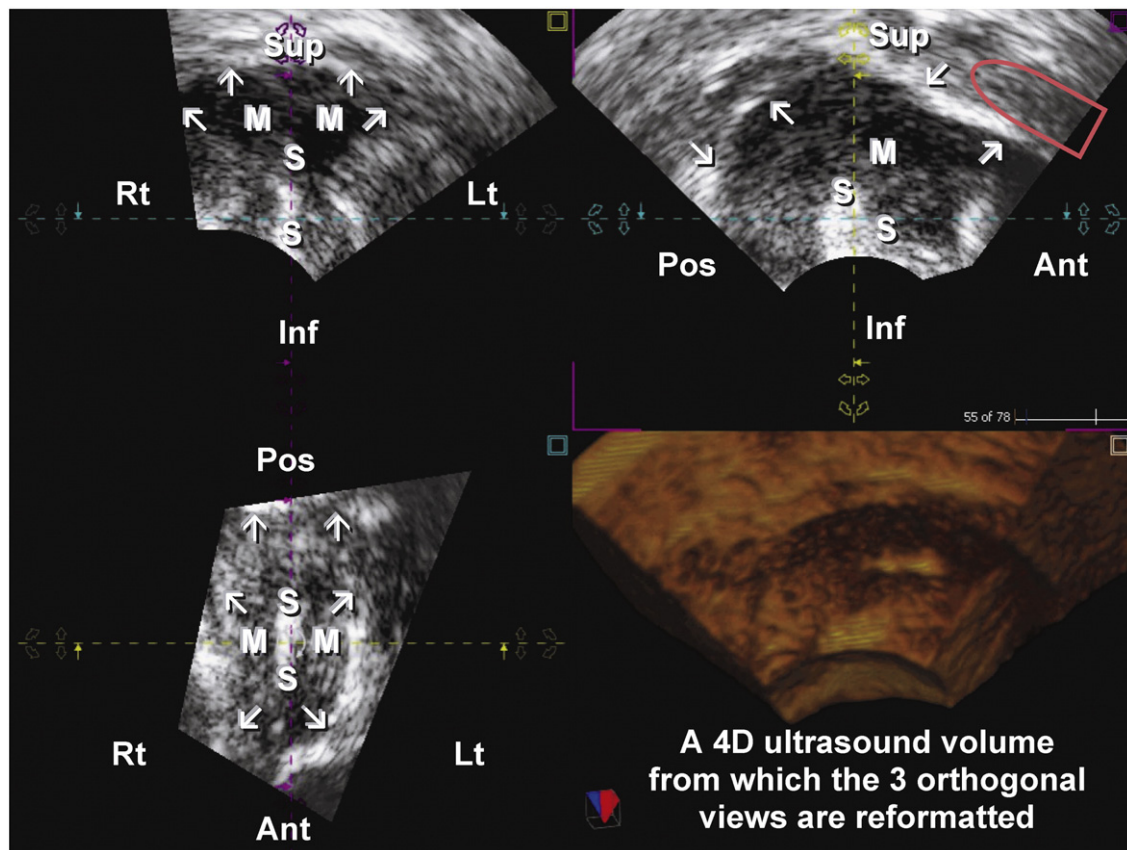 Sup
M M
S
Rt Lt
S
Inf
Sup
M
S
S
Pos Ant
Inf
55 of 78
Pos
S
M M
S
Rt Lt
Ant
A 4D ultrasound volume
from which the 3 orthogonal
views are reformatted